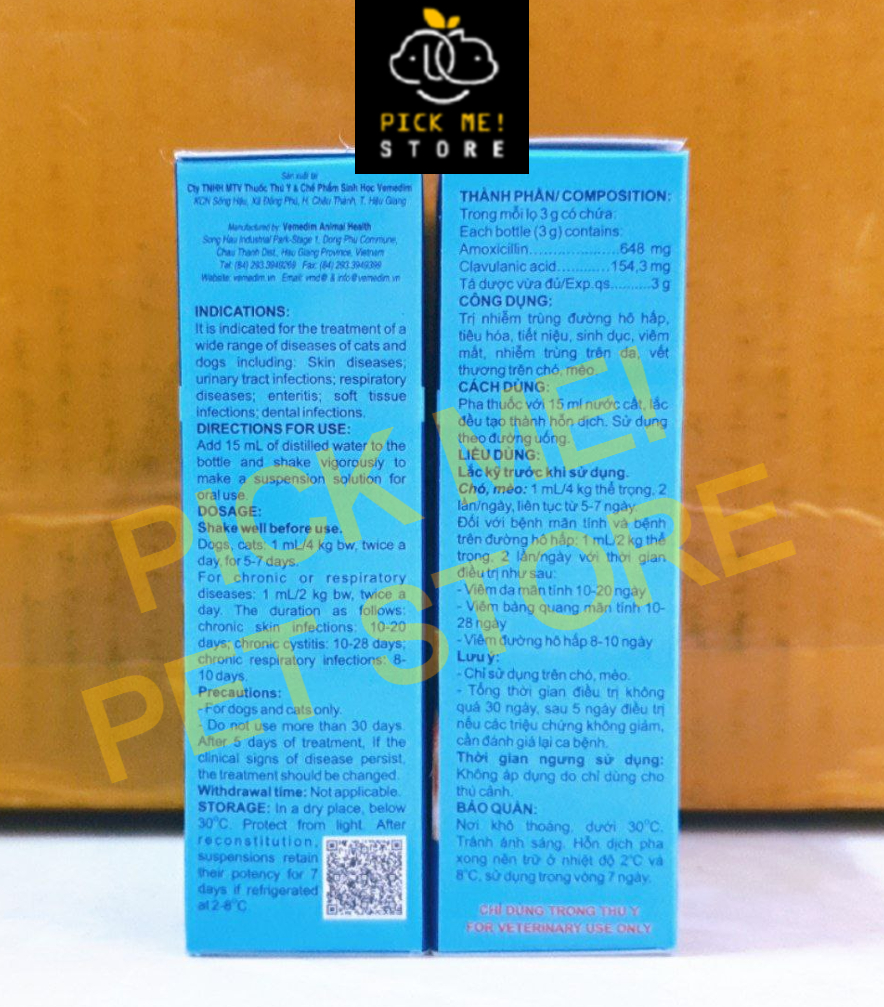 PICK ME!
STORE
Sản xuất tại
Cty TNHH MTV Thuốc Thú Y & Chế Phẩm Sinh Học Vemedim
KCN Sông Hậu, Xã Đông Phú, H. Châu Thành, T. Hậu Giang
Manufactured by: Vemedim Animal Health
Song Hau Industrial Park-Stage 1, Dong Phu Commune,
Chau Thanh Dist., Hau Giang Province, Vietnam
Tel: (84) 293.3949269 Fax: (84) 293.3949399
Website: vemedim.vn Email: vmd@ & info@vemedim.vn
INDICATIONS:
It is indicated for the treatment of a
wide range of diseases of cats and
dogs including: Skin diseases;
urinary tract infections; respiratory
diseases; enteritis; soft tissue
infections; dental infections.
DIRECTIONS FOR USE:
Add 15 mL of distilled water to the
bottle and shake vigorously to
make a suspension solution for
oral use.
DOSAGE:
Shake well before use.
Dogs, cats: 1 mL/4 kg bw, twice a
day, for 5-7 days.
For chronic or respiratory
diseases: 1 mL/2 kg bw, twice a
day. The duration as follows:
chronic skin infections: 10-20
days; chronic cystitis: 10-28 days;
chronic respiratory infections: 8-
10 days.
Precautions:
- For dogs and cats only.
- Do not use more than 30 days.
After 5 days of treatment, if the
clinical signs of disease persist,
the treatment should be changed.
Withdrawal time: Not applicable.
STORAGE: In a dry place, below
30°C. Protect from light. After
reconstitution,
suspensions retain
their potency for 7
days if refrigerated
at 2-8°C
THÀNH PHẦN/ COMPOSITION:
Trong mỗi lọ 3 g có chứa:
Each bottle (3 g) contains:
Amoxicillin.....................648 mg
Clavulanic acid............154,3 mg
Tá dược vừa đủ/Exp.qs..........3 g
CÔNG DỤNG:
Trị nhiễm trùng đường hô hấp,
tiêu hóa, tiết niệu, sinh dục, viêm
mắt, nhiễm trùng trên da, vết
thương trên chó, mèo.
CÁCH DÙNG:
Pha thuốc với 15 ml nước cất, lắc
đều tạo thành hỗn dịch. Sử dụng
theo đường uống.
LIỀU DÙNG:
Lắc kỹ trước khi sử dụng.
Chó, mèo: 1 mL/4 kg thể trọng, 2
lần/ngày, liên tục từ 5-7 ngày.
Đối với bệnh mãn tính và bệnh
trên đường hô hấp: 1 mL/2 kg thể
trọng, 2 lần/ngày với thời gian
điều trị như sau:
- Viêm da mãn tính 10-20 ngày
- Viêm bàng quang mãn tính 10-
28 ngày
- Viêm đường hô hấp 8-10 ngày
Lưu ý:
- Chỉ sử dụng trên chó, mèo.
- Tổng thời gian điều trị không
quá 30 ngày, sau 5 ngày điều trị
nếu các triệu chứng không giảm,
cần đánh giá lại ca bệnh.
Thời gian ngưng sử dụng:
Không áp dụng do chỉ dùng cho
thú cảnh.
BẢO QUẢN:
Nơi khô thoáng, dưới 30°C.
Tránh ánh sáng. Hỗn dịch pha
xong nên trữ ở nhiệt độ 2°C và
8°C, sử dụng trong vòng 7 ngày.
CHỈ DÙNG TRONG THÚ Y
FOR VETERINARY USE ONLY
PICK ME!
PET STORE